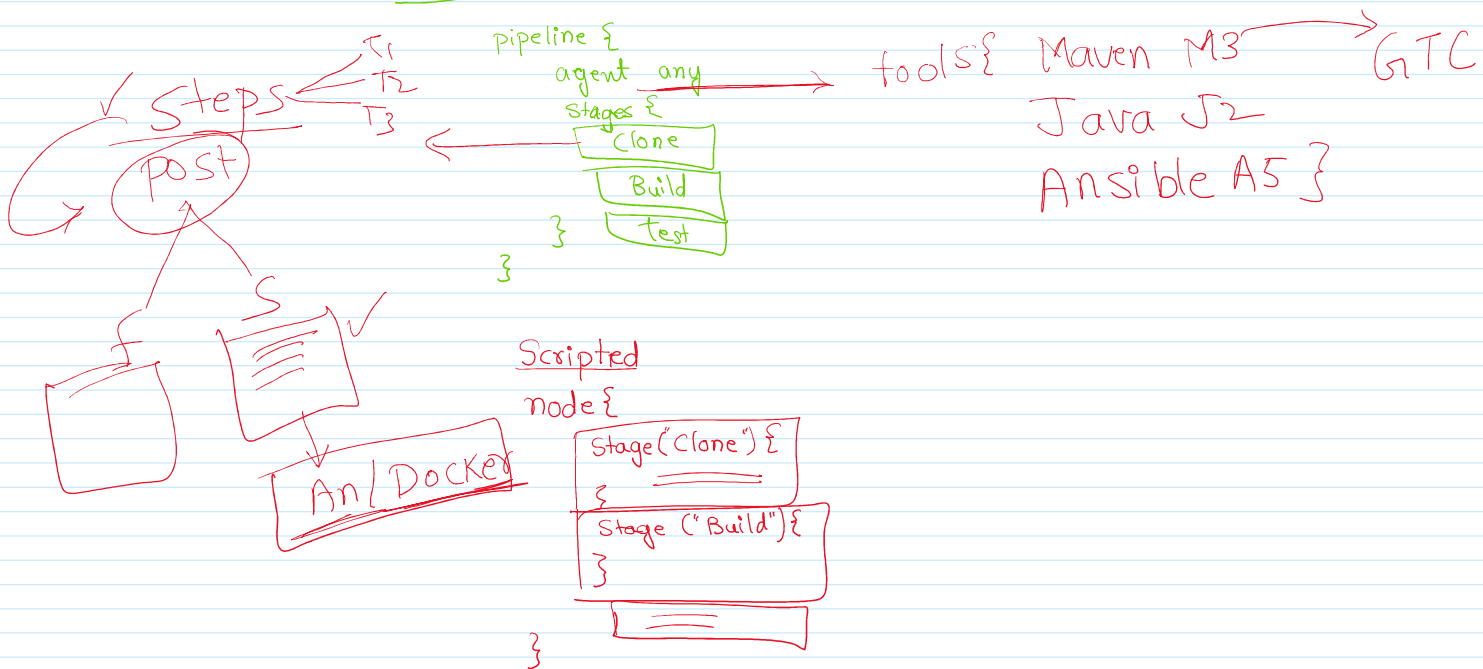 Steps
T1
T2
T3
post
f
S
An/Docker
pipeline {
agent any
stages {
Clone
Build
Test
}
}
tools{ Maven M3
GTC
Java J2
Ansible A5 }
Scripted
node {
Stage("Clone") {
}
Stage ("Build") {
}
}